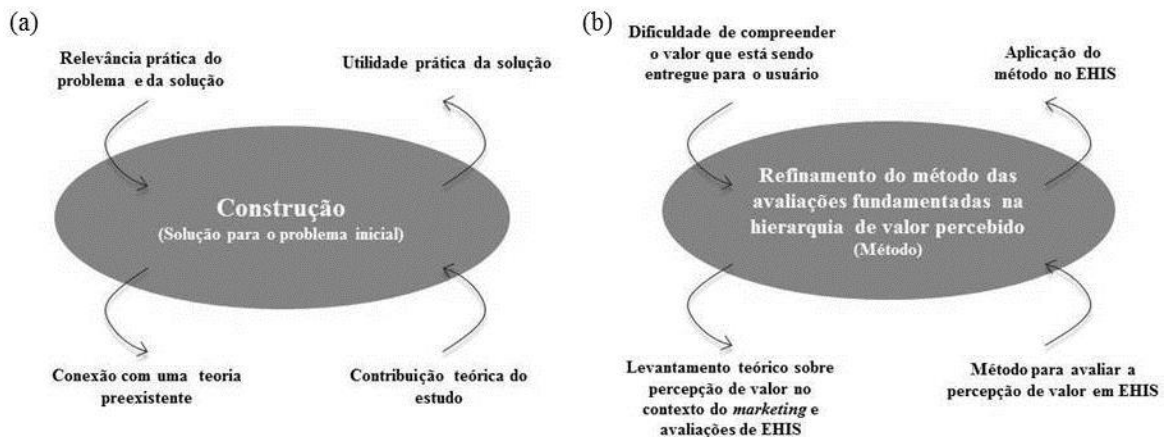 (a)
Relevância prática do
problema e da solução
Utilidade prática da solução
Construção
(Solução para o problema inicial)
Conexão com uma teoria
preexistente
Contribuição teórica do
estudo
(b)
Dificuldade de compreender
o valor que está sendo
entregue para o usuário
Aplicação do
método no EHIS
Refinamento do método das
avaliações fundamentadas na
hierarquia de valor percebido
(Método)
Levantamento teórico sobre
percepção de valor no
contexto do marketing e
avaliações de EHIS
Método para avaliar a
percepção de valor em EHIS